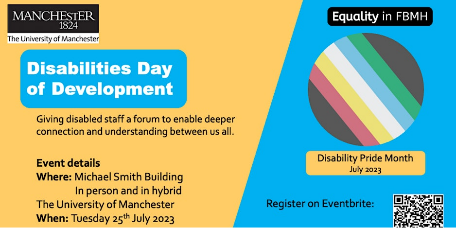 MANCHESTER
1824
The University of Manchester
Disabilities Day
of Development
Giving disabled staff a forum to enable deeper
connection and understanding between us all.
Event details
Where: Michael Smith Building
In person and in hybrid
The University of Manchester
When: Tuesday 25th July 2023
Equality in FBMH
Disability Pride Month
July 2023
Register on Eventbrite: